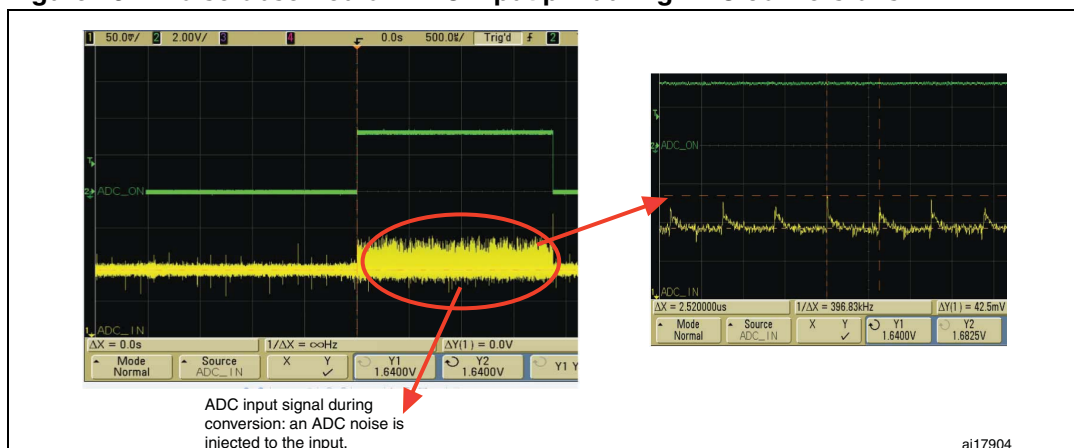 1 50.0%/ 2 2.00V/ 3 4 0.0s 500.0%/ Trig'd 2
T
2 ADC_ON
1 ADC_IN
ΔX = 0.0s 1/ΔX = ∞Hz ΔY(1) = 0.0V
Mode Normal Source ADC_IN X Y Y1 1.6400V Y2 1.6400V Y1 Y
T
2 ADC_ON
1 ADC_IN
ΔX = 2.520000us 1/ΔX = 396.83kHz ΔY(1) = 42.5mV
Mode Normal Source ADC_IN X Y Y1 1.6400V Y2 1.6825V
ADC input signal during
conversion: an ADC noise is
injected to the input.
ai17904